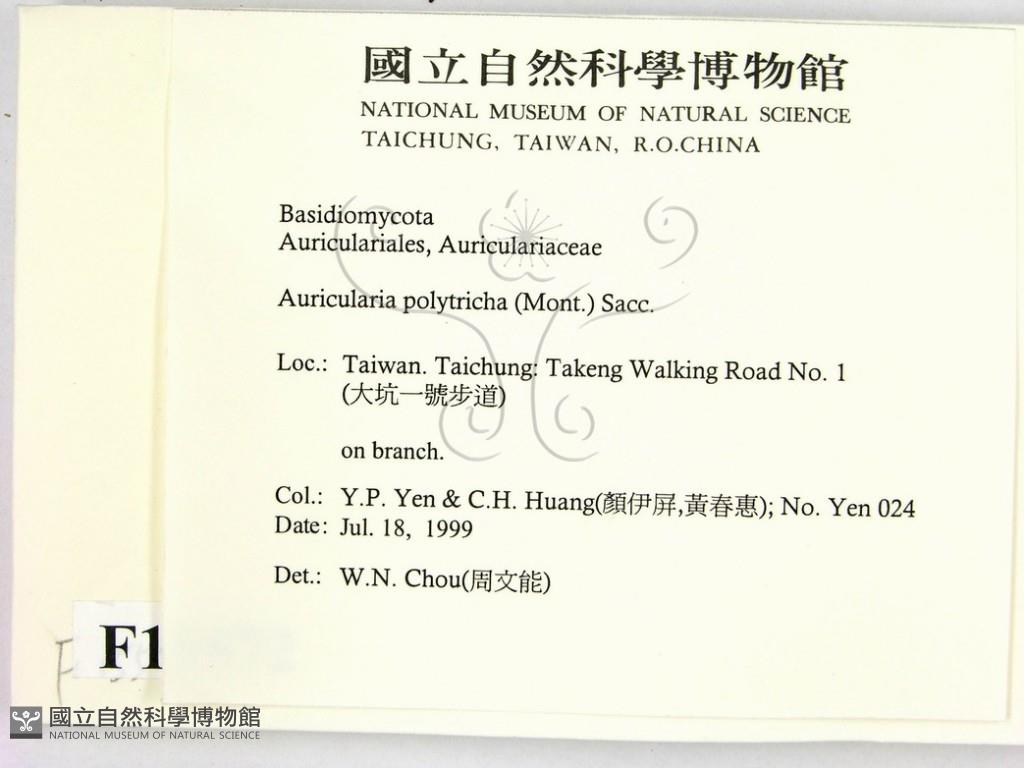 國立自然科學博物館
NATIONAL MUSEUM OF NATURAL SCIENCE
TAICHUNG, TAIWAN, R.O.CHINA
Basidiomycota
Auriculariales, Auriculariaceae
Auricularia polytricha (Mont.) Sacc.
Loc.: Taiwan. Taichung: Takeng Walking Road No. 1
(大坑一號步道)
on branch.
Col.: Y.P. Yen & C.H. Huang(顏伊屏,黃春惠); No. Yen 024
Date: Jul. 18, 1999
Det.: W.N. Chou(周文能)
F1
國立自然科學博物館
NATIONAL MUSEUM OF NATURAL SCIENCE